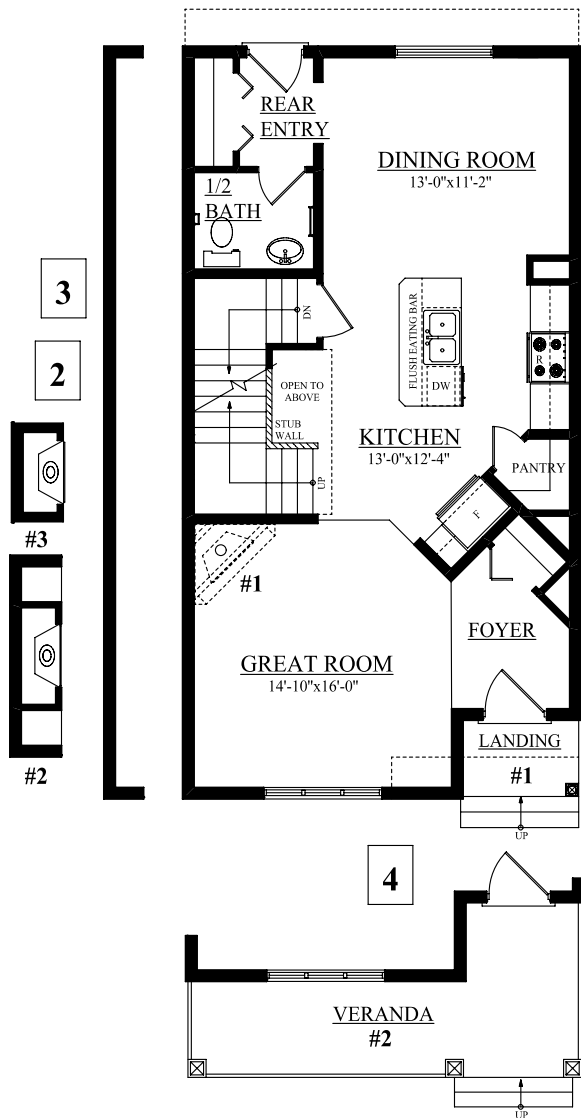 REAR
ENTRY
DINING ROOM
13'-0"x11'-2"
1/2
BATH
3
DN
FLUSH EATING BAR
R
2
OPEN TO
ABOVE
DW
STUB
WALL
KITCHEN
13'-0"x12'-4"
PANTRY
UP
F
#3
#1
FOYER
GREAT ROOM
14'-10"x16'-0"
LANDING
#2
#1
UP
4
VERANDA
#2
UP